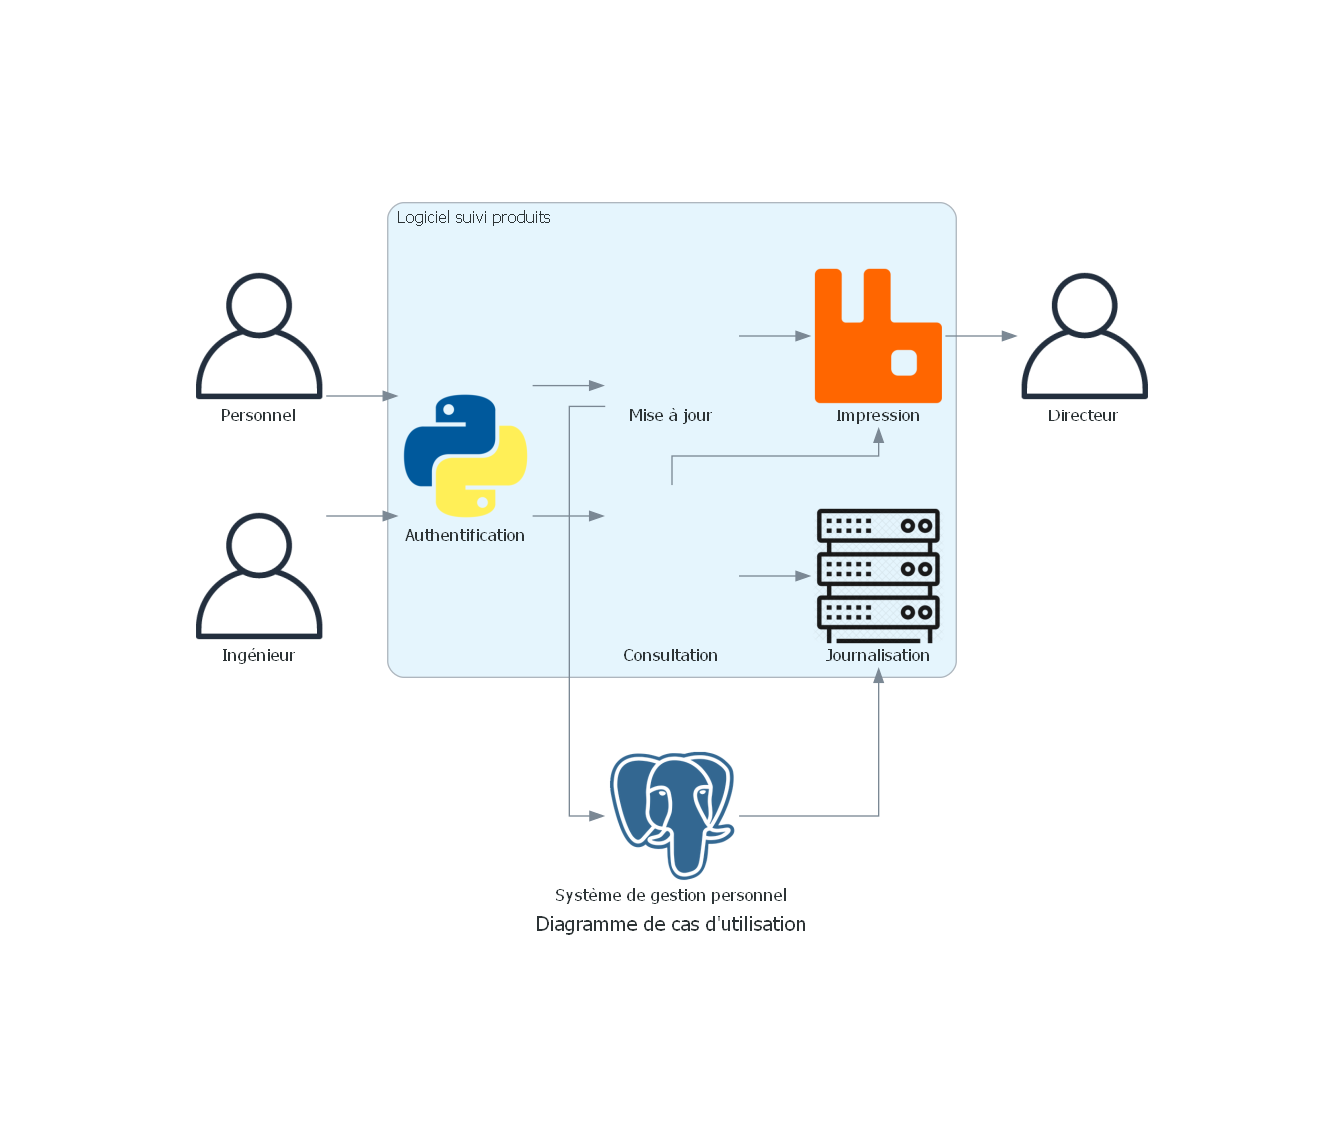 Logiciel suivi produits
Personnel
Mise à jour
Impression
Directeur
Authentification
Ingénieur
Consultation
Journalisation
Système de gestion personnel
Diagramme de cas d'utilisation